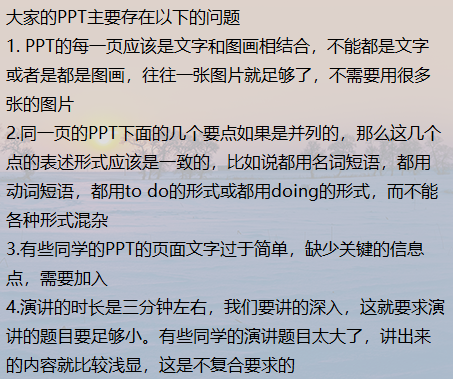 大家的PPT主要存在以下的问题
1. PPT的每一页应该是文字和图画相结合，不能都是文字
或者是都是图画，往往一张图片就足够了，不需要用很多
张的图片
2.同一页的PPT下面的几个要点如果是并列的，那么这几个
点的表述形式应该是一致的，比如说都用名词短语，都用
动词短语，都用to do的形式或都用doing的形式，而不能
各种形式混杂
3.有些同学的PPT的页面文字过于简单，缺少关键的信息
点，需要加入
4.演讲的时长是三分钟左右，我们要讲的深入，这就要求演
讲的题目要足够小。有些同学的演讲题目太大了，讲出来
的内容就比较浅显，这是不复合要求的